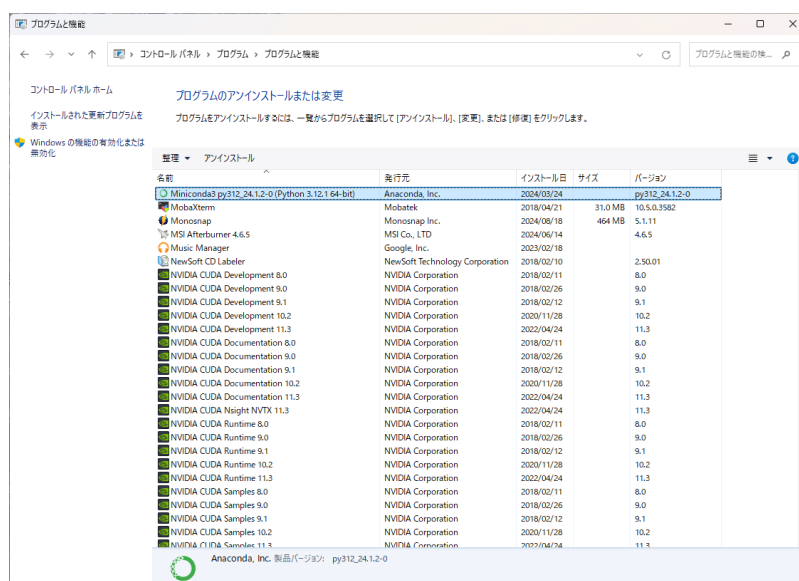 プログラムと機能
コントロール パネル › プログラム › プログラムと機能
プログラムと機能の検...
コントロール パネル ホーム
インストールされた更新プログラムを
表示
Windows の機能の有効化または
無効化
プログラムのアンインストールまたは変更
プログラムをアンインストールするには、一覧からプログラムを選択して [アンインストール]、[変更]、または [修復] をクリックします。
整理 アンインストール
名前 発行元 インストール日 サイズ バージョン
Miniconda3 py312_24.1.2-0 (Python 3.12.1 64-bit) Anaconda, Inc. 2024/03/24 py312_24.1.2-0
MobaXterm Mobatek 2018/04/21 31.0 MB 10.5.0.3582
Monosnap Monosnap Inc. 2024/08/18 464 MB 5.1.11
MSI Afterburner 4.6.5 MSI Co., LTD 2024/06/14 4.6.5
Music Manager Google, Inc. 2023/02/18
NewSoft CD Labeler NewSoft Technology Corporation 2018/02/10 2.50.01
NVIDIA CUDA Development 8.0 NVIDIA Corporation 2018/02/11 8.0
NVIDIA CUDA Development 9.0 NVIDIA Corporation 2018/02/26 9.0
NVIDIA CUDA Development 9.1 NVIDIA Corporation 2018/02/12 9.1
NVIDIA CUDA Development 10.2 NVIDIA Corporation 2020/11/28 10.2
NVIDIA CUDA Development 11.3 NVIDIA Corporation 2022/04/24 11.3
NVIDIA CUDA Documentation 8.0 NVIDIA Corporation 2018/02/11 8.0
NVIDIA CUDA Documentation 9.0 NVIDIA Corporation 2018/02/26 9.0
NVIDIA CUDA Documentation 9.1 NVIDIA Corporation 2018/02/12 9.1
NVIDIA CUDA Documentation 10.2 NVIDIA Corporation 2020/11/28 10.2
NVIDIA CUDA Documentation 11.3 NVIDIA Corporation 2022/04/24 11.3
NVIDIA CUDA Nsight NVTX 11.3 NVIDIA Corporation 2022/04/24 11.3
NVIDIA CUDA Runtime 8.0 NVIDIA Corporation 2018/02/11 8.0
NVIDIA CUDA Runtime 9.0 NVIDIA Corporation 2018/02/26 9.0
NVIDIA CUDA Runtime 9.1 NVIDIA Corporation 2018/02/12 9.1
NVIDIA CUDA Runtime 10.2 NVIDIA Corporation 2020/11/28 10.2
NVIDIA CUDA Runtime 11.3 NVIDIA Corporation 2022/04/24 11.3
NVIDIA CUDA Samples 8.0 NVIDIA Corporation 2018/02/11 8.0
NVIDIA CUDA Samples 9.0 NVIDIA Corporation 2018/02/26 9.0
NVIDIA CUDA Samples 9.1 NVIDIA Corporation 2018/02/12 9.1
NVIDIA CUDA Samples 10.2 NVIDIA Corporation 2020/11/28 10.2
NVIDIA CUDA Samples 11.3 NVIDIA Corporation 2022/04/24 11.3
Anaconda, Inc. 製品バージョン: py312_24.1.2-0